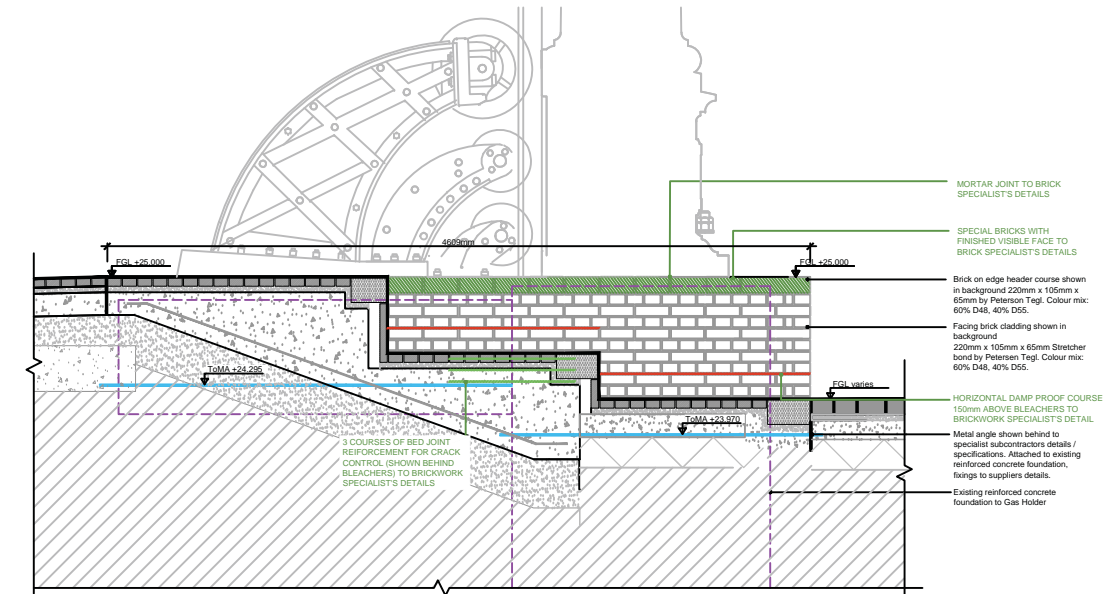 MORTAR JOINT TO BRICK
SPECIALIST'S DETAILS
SPECIAL BRICKS WITH
FINISHED VISIBLE FACE TO
BRICK SPECIALIST'S DETAILS
4609mm
FGL +25.000
FGL +25.000
Brick on edge header course shown
in background 220mm x 105mm x
65mm by Peterson Tegl. Colour mix:
60% D48, 40% D55.
Facing brick cladding shown in
background
220mm x 105mm x 65mm Stretcher
bond by Petersen Tegl. Colour mix:
60% D48, 40% D55.
ToMA +24.295
FGL varies
HORIZONTAL DAMP PROOF COURSE
150mm ABOVE BLEACHERS TO
BRICKWORK SPECIALIST'S DETAIL
ToMA +23.970
Metal angle shown behind to
specialist subcontractors details /
specifications. Attached to existing
reinforced concrete foundation,
fixings to suppliers details.
3 COURSES OF BED JOINT
REIFORCEMENT FOR CRACK
CONTROL (SHOWN BEHIND
BLEACHERS) TO BRICKWORK
SPECIALIST'S DETAILS
Existing reinforced concrete
foundation to Gas Holder